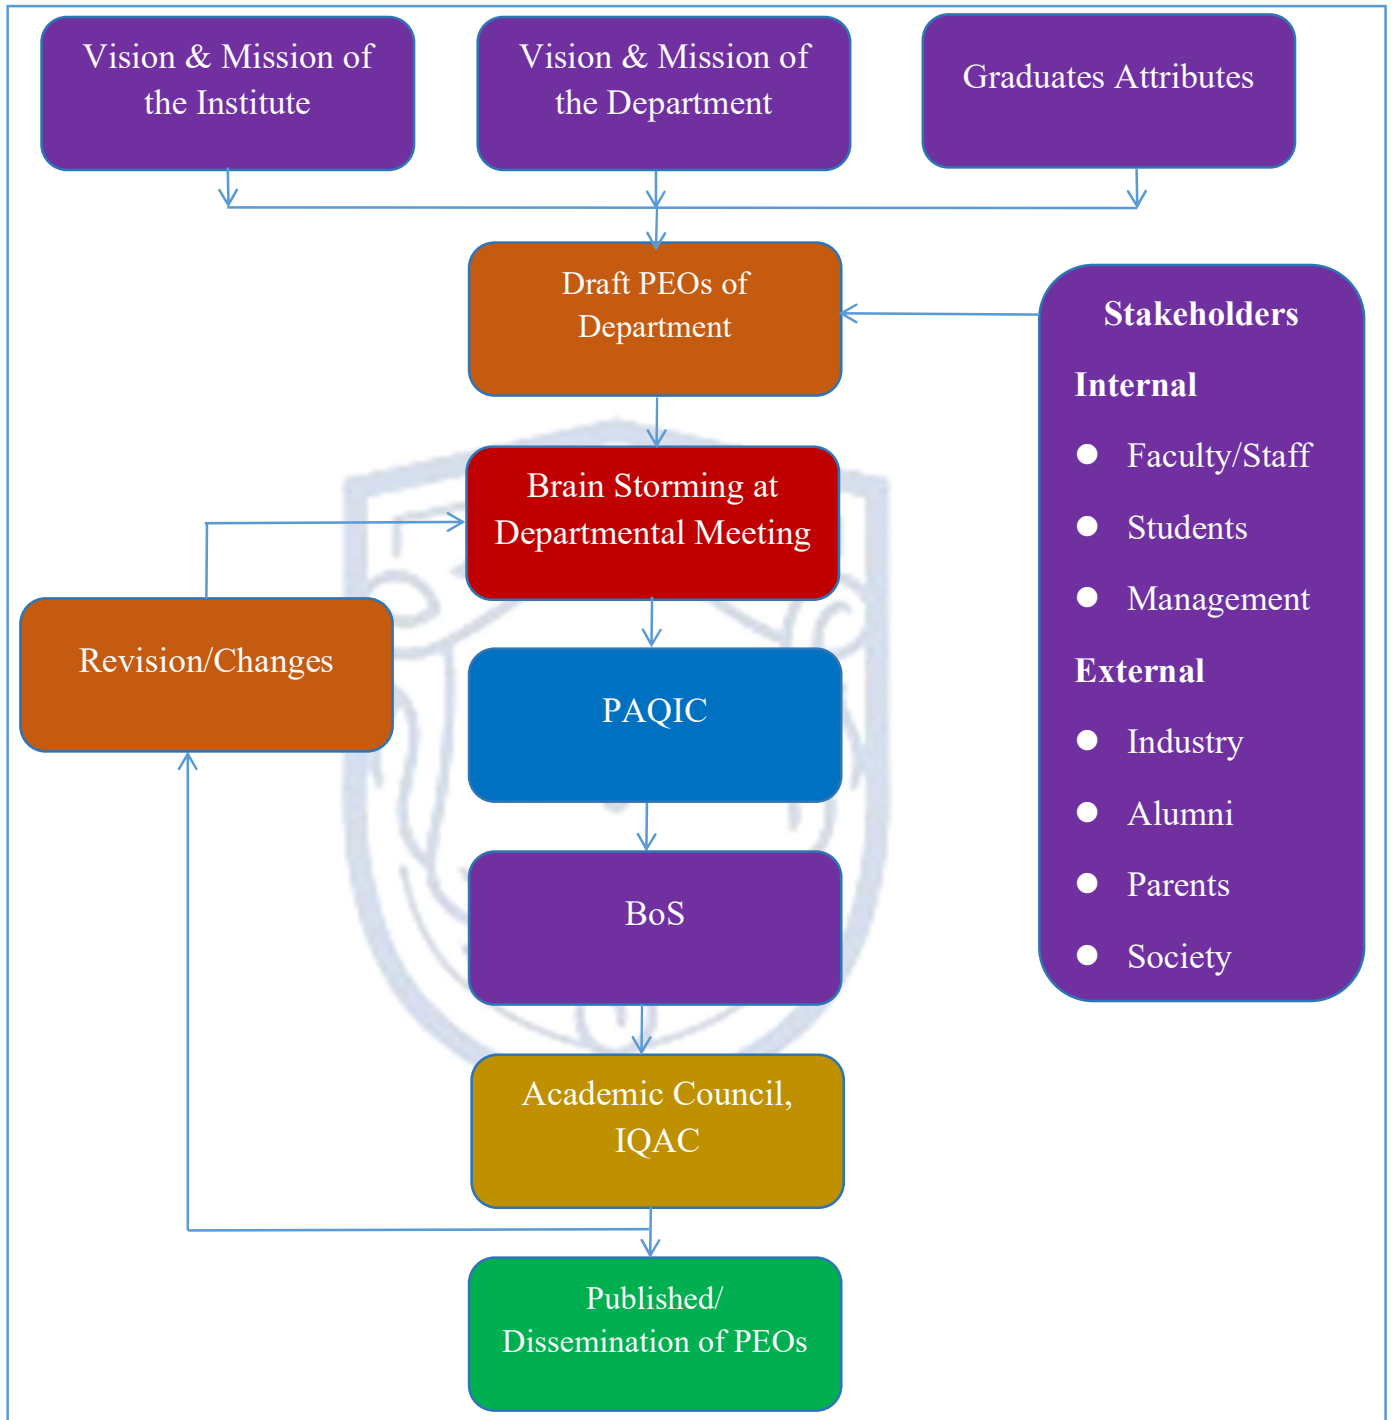 Vision & Mission of
the Institute
Vision & Mission of
the Department
Graduates Attributes
Draft PEOs of
Department
Stakeholders
Internal
● Faculty/Staff
● Students
● Management
External
● Industry
● Alumni
● Parents
● Society
Brain Storming at
Departmental Meeting
Revision/Changes
PAQIC
BoS
Academic Council,
IQAC
Published/
Dissemination of PEOs